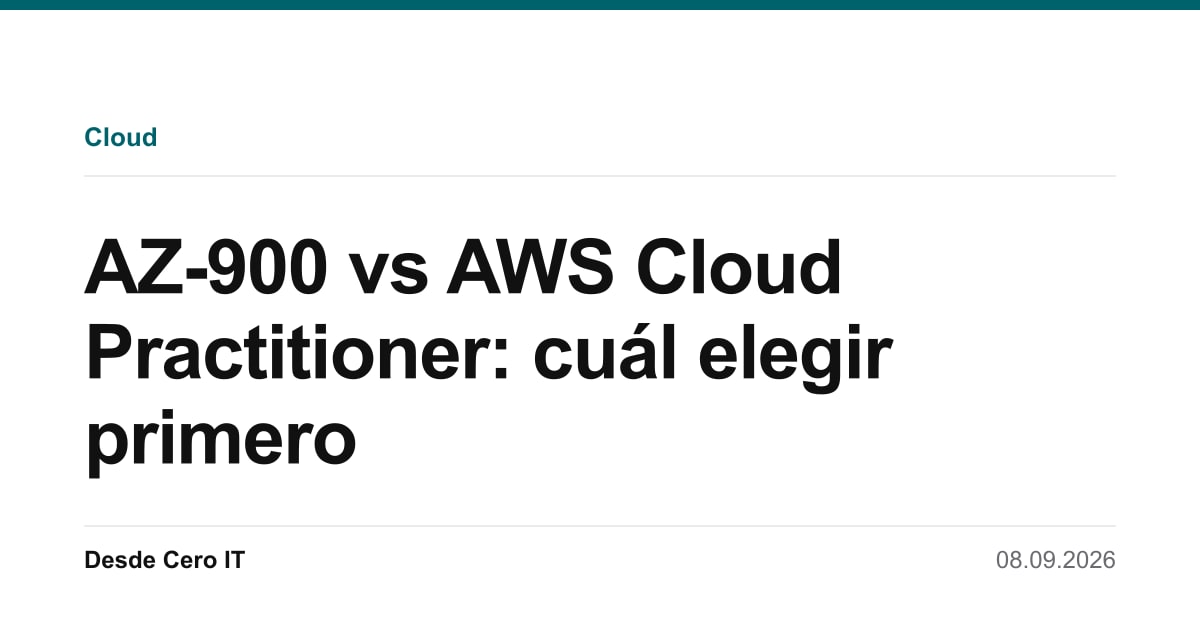 Cloud
AZ-900 vs AWS Cloud
Practitioner: cuál elegir
primero
Desde Cero IT
08.09.2026